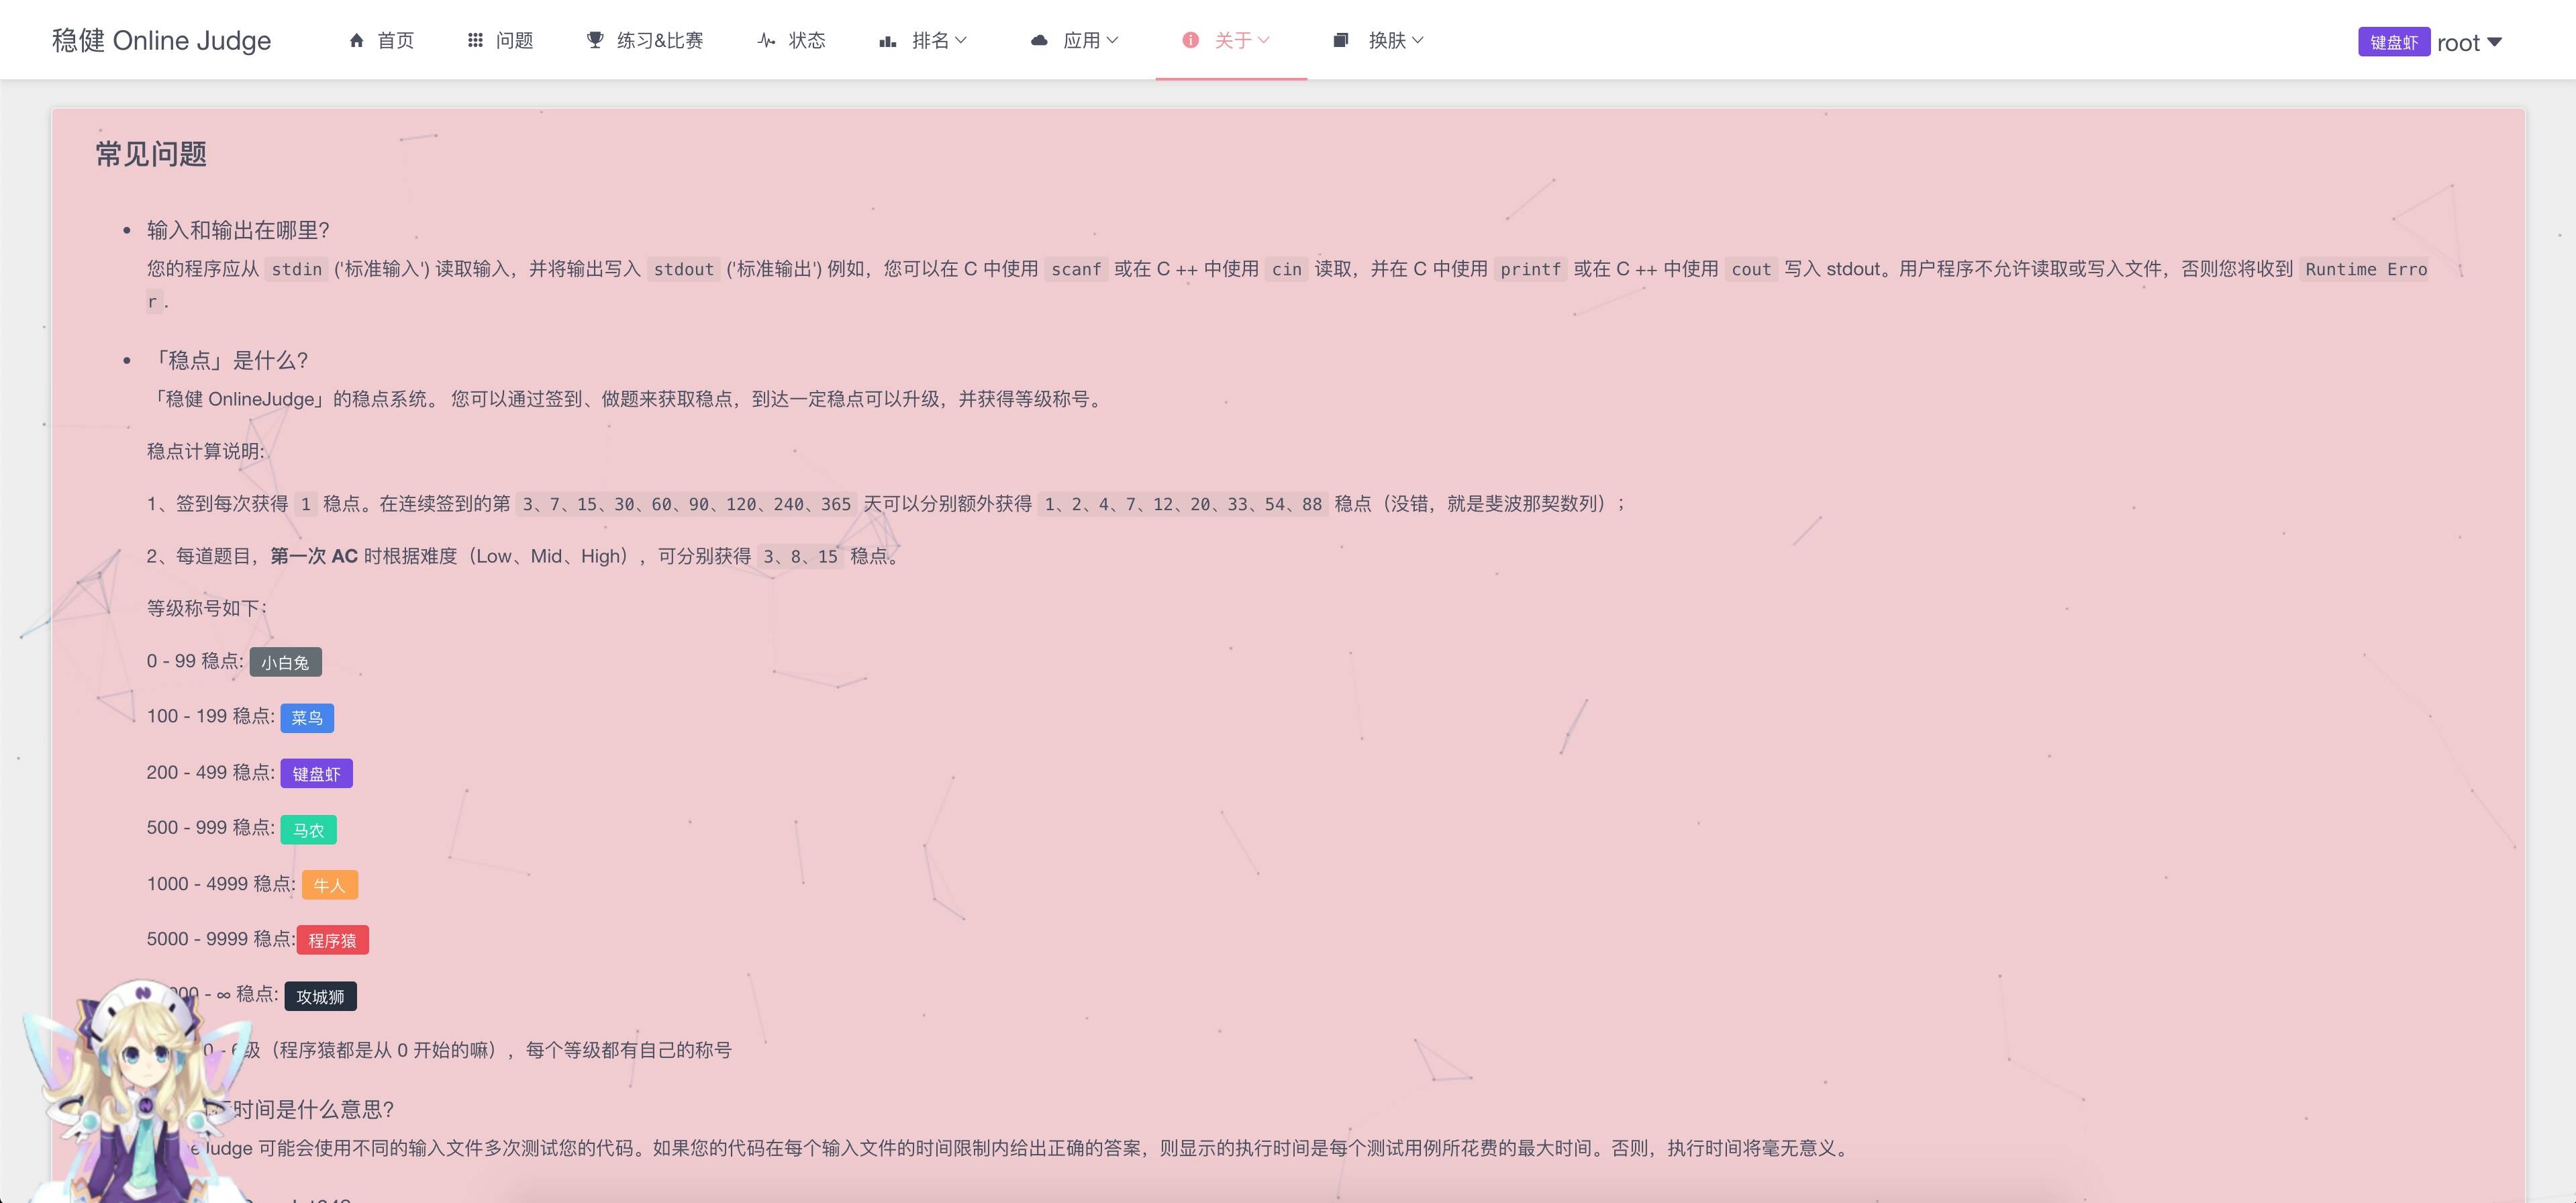 稳健 Online Judge 首页 问题 练习&比赛 状态 排名 应用 关于 换肤 键盘虾 root
常见问题
输入和输出在哪里?
您的程序应从 stdin ('标准输入') 读取输入，并将输出写入 stdout ('标准输出') 例如，您可以在 C 中使用 scanf 或在 C ++ 中使用 cin 读取，并在 C 中使用 printf 或在 C ++ 中使用 cout 写入 stdout。用户程序不允许读取或写入文件，否则您将收到 Runtime Erro
r .
「稳点」是什么?
「稳健 OnlineJudge」的稳点系统。 您可以通过签到、做题来获取稳点，到达一定稳点可以升级，并获得等级称号。
稳点计算说明:
1、签到每次获得 1 稳点。在连续签到的第 3、7、15、30、60、90、120、240、365 天可以分别额外获得 1、2、4、7、12、20、33、54、88 稳点（没错，就是斐波那契数列）;
2、每道题目，第一次 AC 时根据难度（Low、Mid、High），可分别获得 3、8、15 稳点。
等级称号如下:
0 - 99 稳点: 小白兔
100 - 199 稳点: 菜鸟
200 - 499 稳点: 键盘虾
500 - 999 稳点: 马农
1000 - 4999 稳点: 牛人
5000 - 9999 稳点: 程序猿
- ∞ 稳点: 攻城狮
0 - 6级（程序猿都是从 0 开始的嘛），每个等级都有自己的称号
时间是什么意思?
Judge 可能会使用不同的输入文件多次测试您的代码。如果您的代码在每个输入文件的时间限制内给出正确的答案，则显示的执行时间是每个测试用例所花费的最大时间。否则，执行时间将毫无意义。